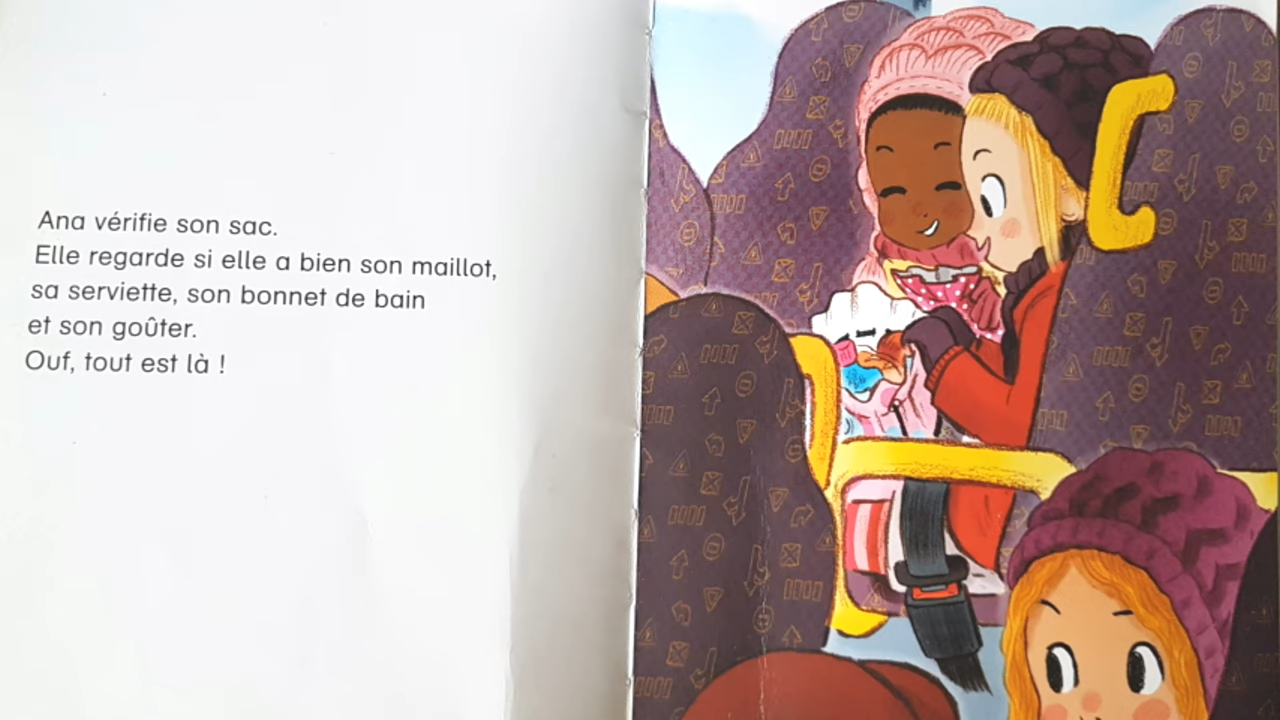 Ana vérifie son sac.
Elle regarde si elle a bien son maillot,
sa serviette, son bonnet de bain
et son goûter.
Ouf, tout est là !